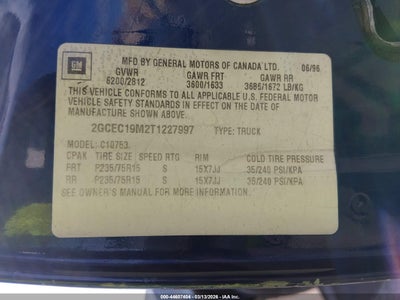 GM
MFD BY GENERAL MOTORS OF CANADA LTD. 06/96
GVWR GAWR FRT GAWR RR
6200/2812 3600/1633 3686/1672 LB/KG
THIS VEHICLE CONFORMS TO ALL APPLICABLE U.S. FEDERAL MOTOR
VEHICLE SAFETY STANDARDS IN EFFECT ON THE DATE OF
MANUFACTURE SHOWN ABOVE.
2GCEC19M2T1227997 TYPE: TRUCK
MODEL: C10753
CPAK TIRE SIZE SPEED RTG RIM COLD TIRE PRESSURE
FRT P235/75R15 S 15X7JJ 35/240 PSI/KPA
RR P235/75R15 S 15X7JJ 35/240 PSI/KPA
SEE OWNER'S MANUAL FOR MORE INFORMATION
000-44607404 - 03/13/2026 - IAA Inc.